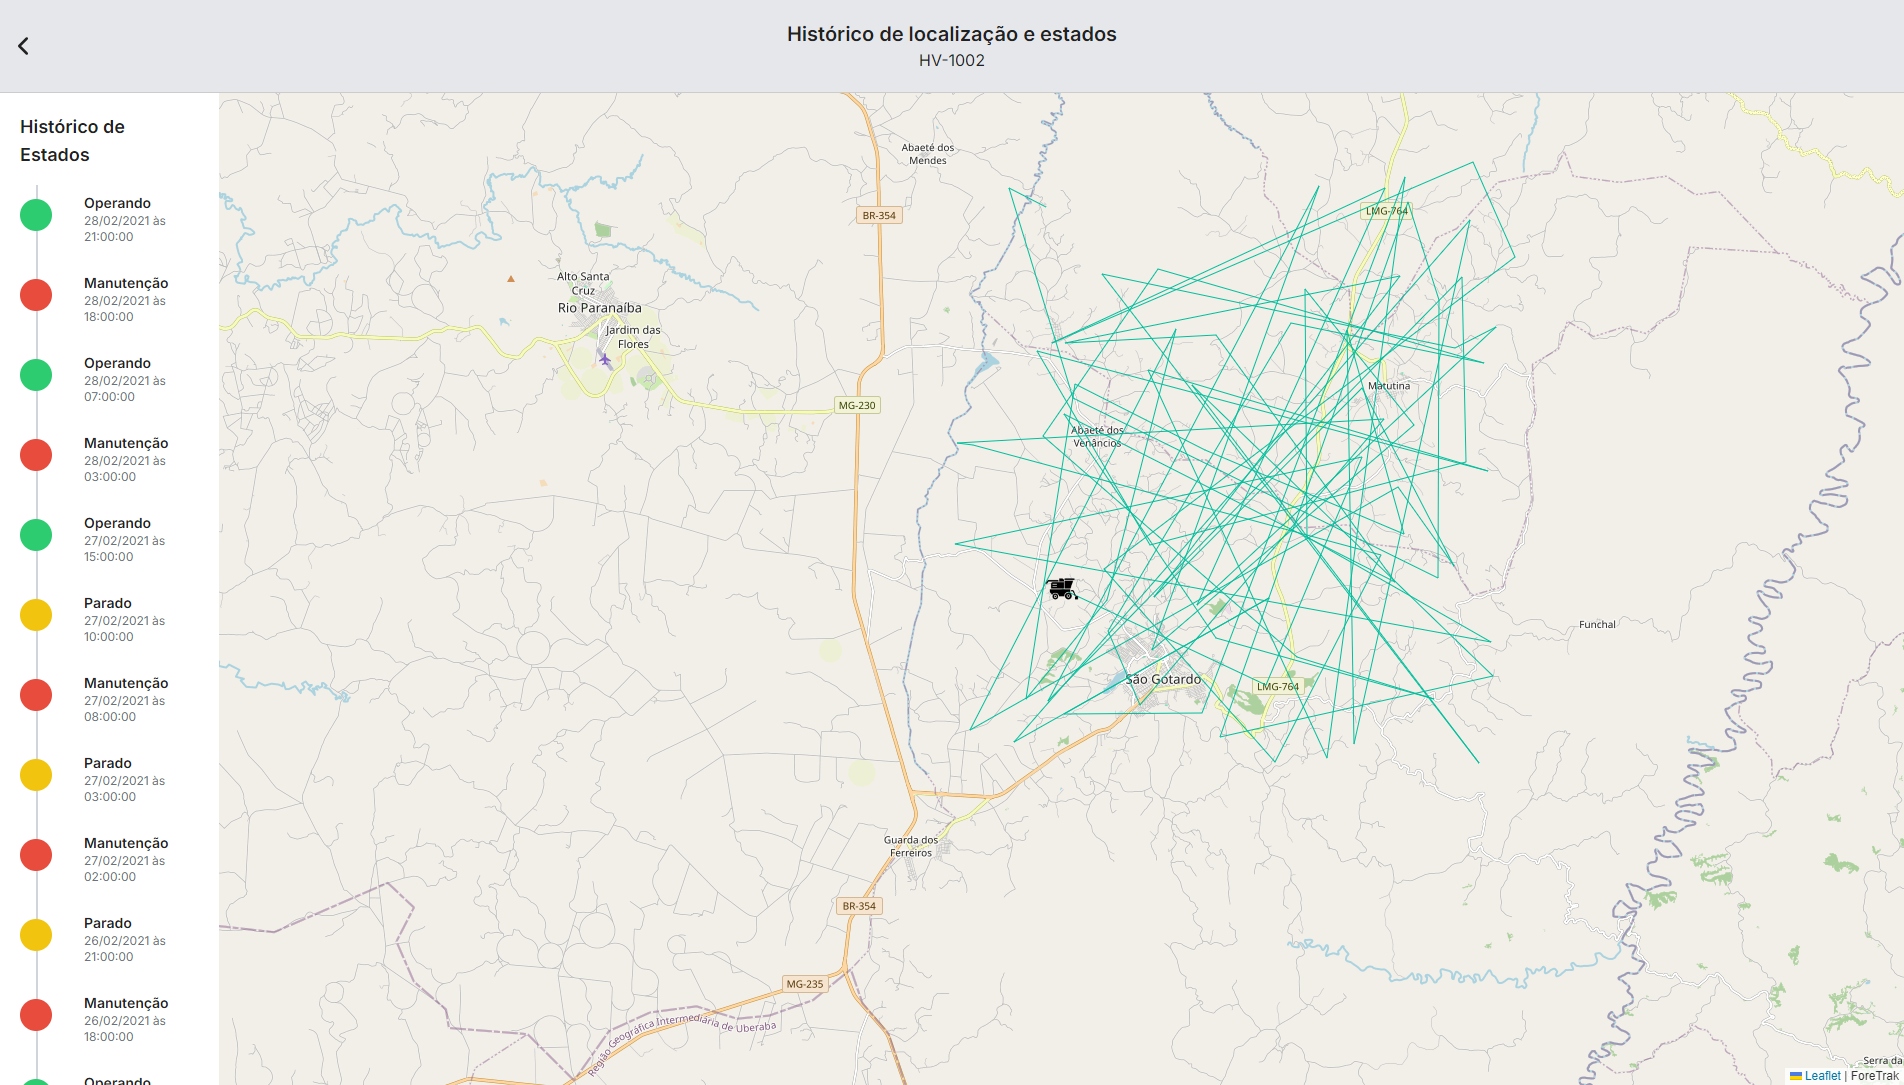 Histórico de localização e estados
HV-1002
Histórico de
Estados
Operando
28/02/2021 às
21:00:00
Manutenção
28/02/2021 às
18:00:00
Operando
28/02/2021 às
07:00:00
Manutenção
28/02/2021 às
03:00:00
Operando
27/02/2021 às
15:00:00
Parado
27/02/2021 às
10:00:00
Manutenção
27/02/2021 às
08:00:00
Parado
27/02/2021 às
03:00:00
Manutenção
27/02/2021 às
02:00:00
Parado
26/02/2021 às
21:00:00
Manutenção
26/02/2021 às
18:00:00
Operando
Abaeté dos
Mendes
BR-354
LMG-764
Alto Santa
Cruz
Rio Paranaíba
Jardim das
Flores
MG-230
Matutina
Abaeté dos
Venâncios
Funchal
São Gotardo
LMG-764
Guarda dos
Ferreiros
BR-354
MG-235
Região Geográfica Intermediária de Uberaba
Serra da
Leaflet | ForeTrak